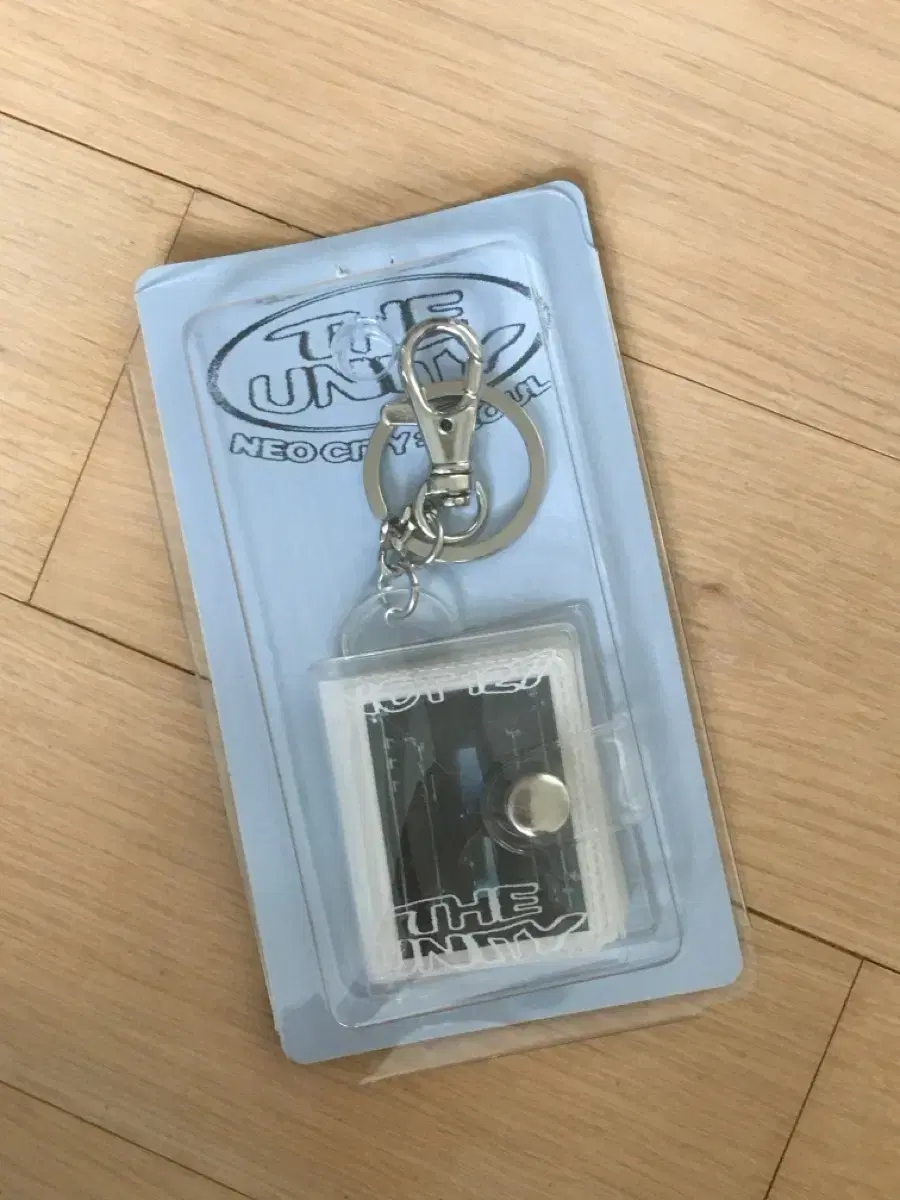 THE
UNITY
NEO CITY : SEOUL
NCT 127
THE
UNITY